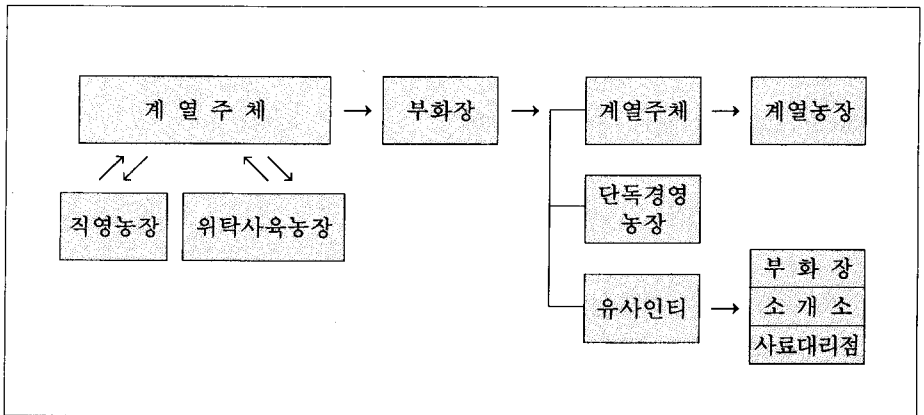 계 열 주 체 → 부화장 → 계열주체 → 계열농장
직영농장
위탁사육농장
단독경영
농장
유사인티 →
부 화 장
소 개 소
사료대리점